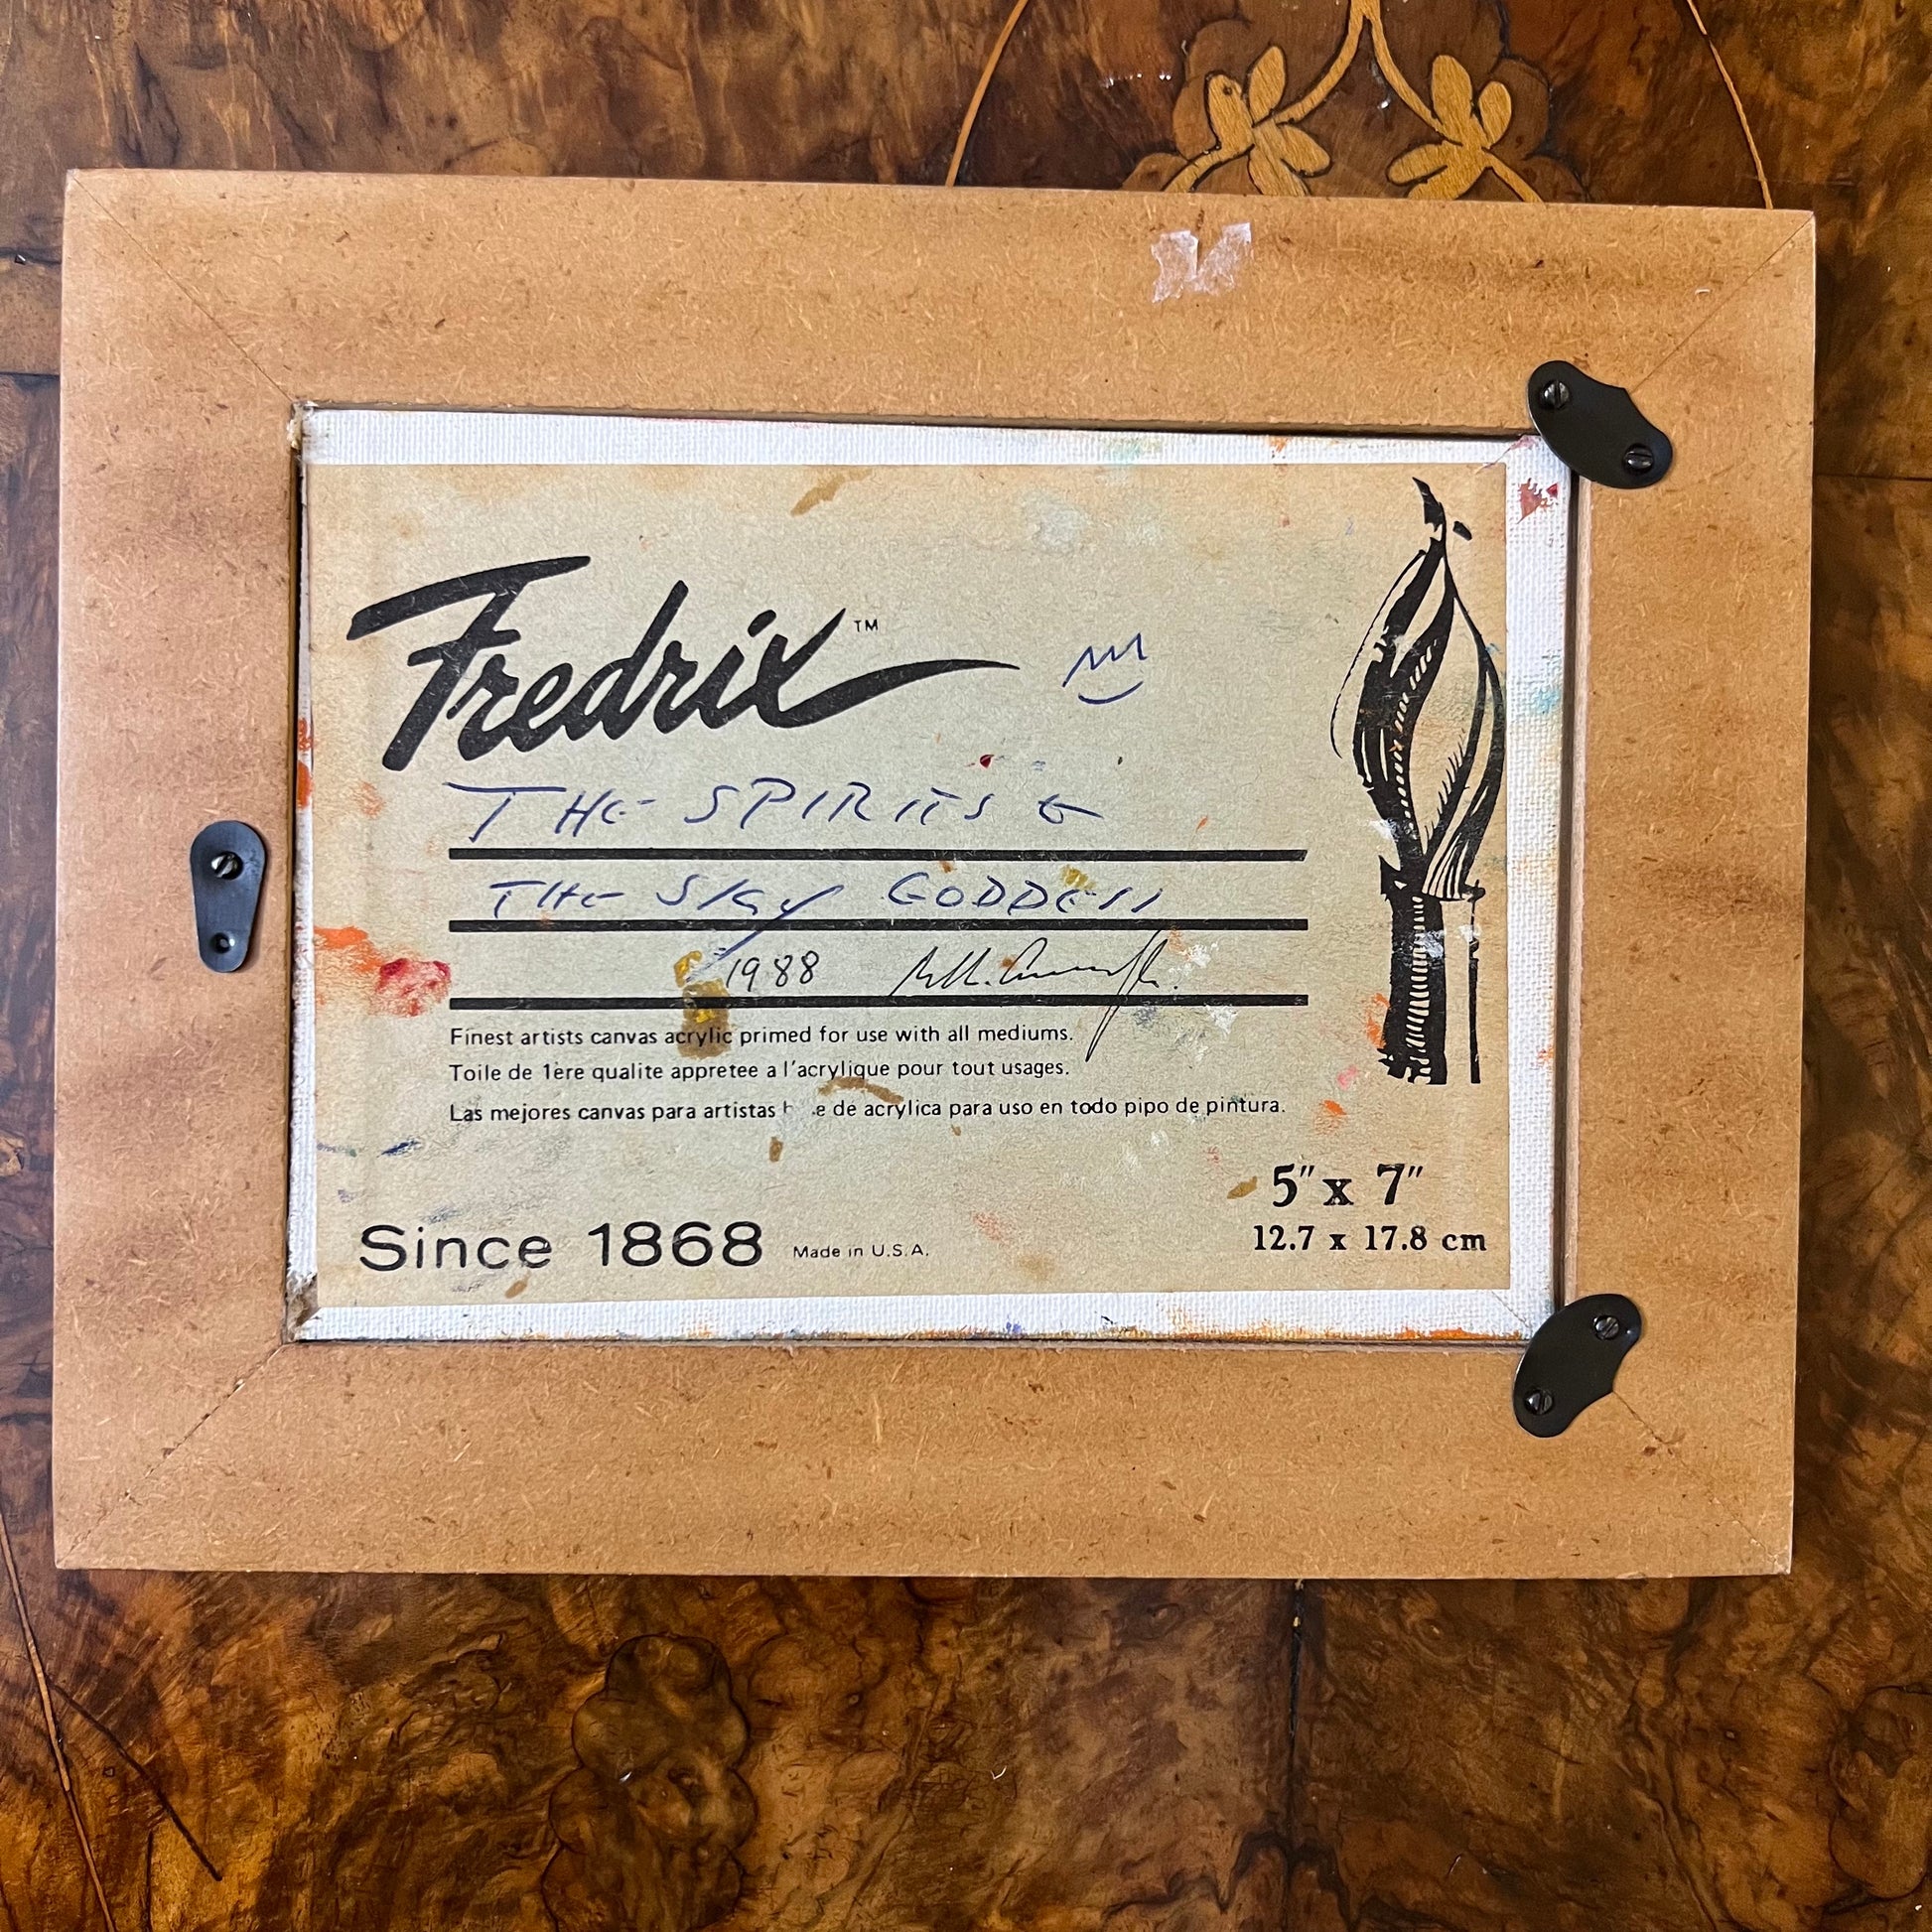 Fredrix™
THE SPIRITS &
THE SKY GODDESS
1988
Finest artists canvas acrylic primed for use with all mediums.
Toile de 1ère qualite appretee a l'acrylique pour tout usages.
Las mejores canvas para artistas de acrylica para uso en todo pipo de pintura.
5" x 7"
12.7 x 17.8 cm
Since 1868 Made in U.S.A.